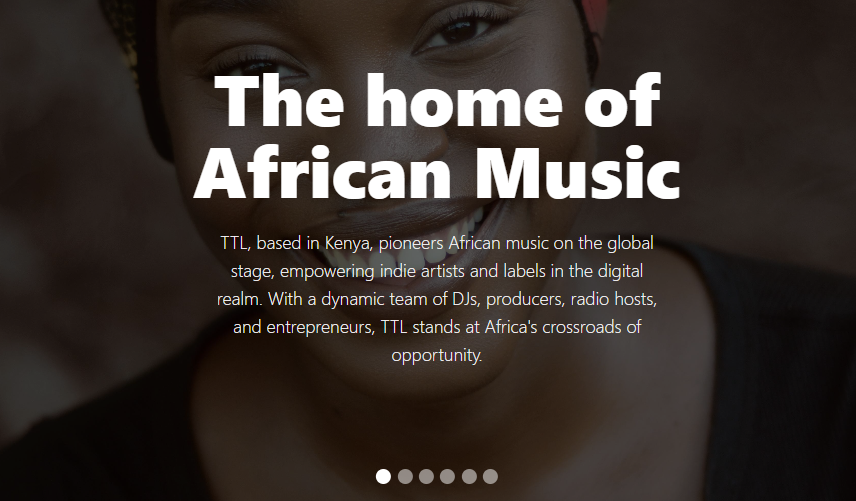 The home of
African Music
TTL, based in Kenya, pioneers African music on the global
stage, empowering indie artists and labels in the digital
realm. With a dynamic team of DJs, producers, radio hosts,
and entrepreneurs, TTL stands at Africa's crossroads of
opportunity.